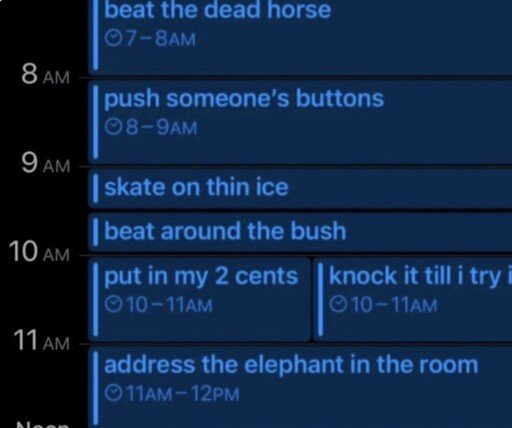 beat the dead horse
7–8AM
8 AM
push someone's buttons
8–9AM
9 AM
skate on thin ice
beat around the bush
10 AM
put in my 2 cents
10–11AM
knock it till i try i
10–11AM
11 AM
address the elephant in the room
11AM–12PM
Noon